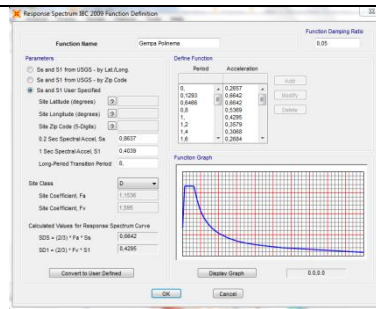 Response Spectrum IBC 2009 Function Definition
Function Damping Ratio
Function Name Gempa Polinema 0,05
Parameters
Ss and S1 from USGS - by Lat./Long.
Ss and S1 from USGS - by Zip Code
Ss and S1 User Specified
Site Latitude (degrees) ?
Site Longitude (degrees) ?
Site Zip Code (5-Digits) ?
0.2 Sec Spectral Accel, Ss 0,8637
1 Sec Spectral Accel, S1 0,4039
Long-Period Transition Period 8,
Site Class D
Site Coefficient, Fa 1,1536
Site Coefficient, Fv 1,595
Calculated Values for Response Spectrum Curve
SDS = (2/3) * Fa * Ss 0,6642
SD1 = (2/3) * Fv * S1 0,4295
Convert to User Defined
Define Function
Period Acceleration
0, 0,2657
0,1293 0,6642
0,6466 0,6642
0,8 0,5369
1, 0,4295
1,2 0,3579
1,4 0,3068
1,6 0,2684
Add
Modify
Delete
Function Graph
Display Graph 0.0,0.0
OK Cancel